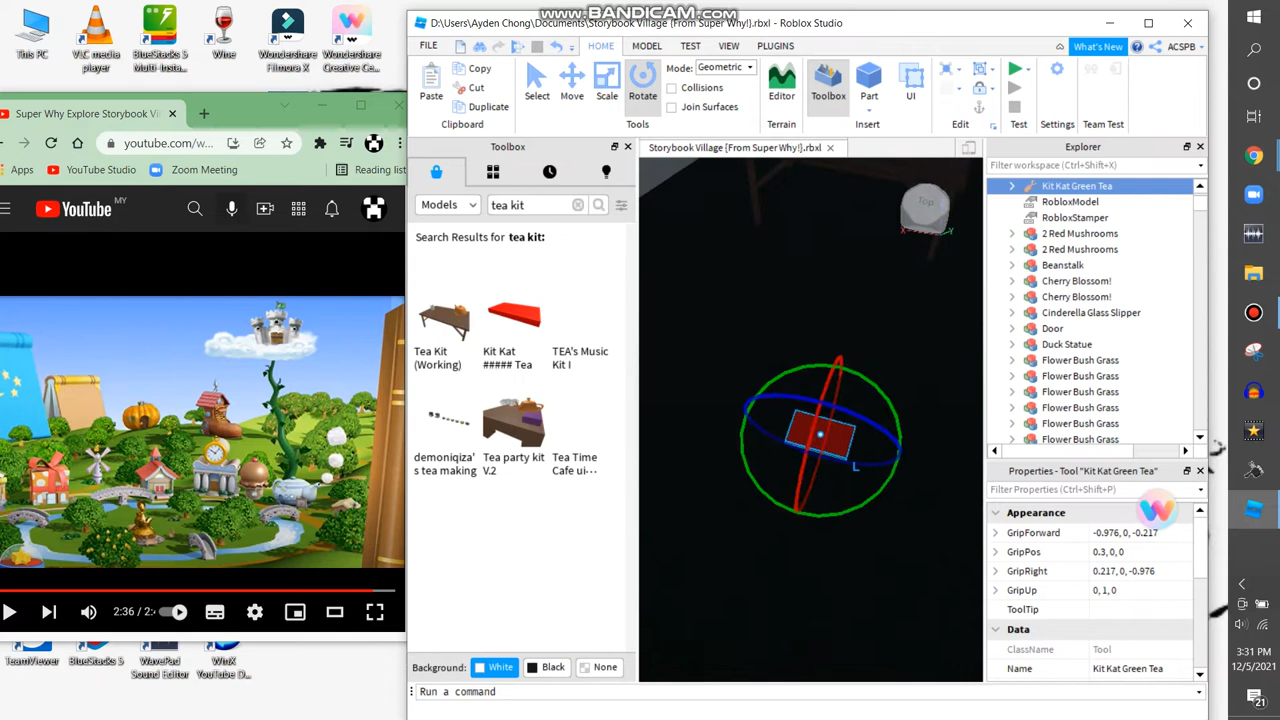 www.BANDICAM.com
D:\Users\Ayden Chong\Documents\Storybook Village {From Super Why!}.rbxl - Roblox Studio
This PC
VLC media player
BlueStacks 5 Multi-Insta...
Wine
Wondershare Filmora X
Wondershare Creative Ce...
FILE
HOME
MODEL
TEST
VIEW
PLUGINS
What's New
ACSPB
Paste
Copy
Cut
Duplicate
Clipboard
Select
Move
Scale
Rotate
Mode:
Geometric
Collisions
Join Surfaces
Tools
Editor
Terrain
Toolbox
Part
UI
Insert
Edit
Test
Settings
Team Test
Super Why Explore Storybook Vil
youtube.com/w...
Apps
YouTube Studio
Zoom Meeting
Reading list
YouTube
MY
2:36 / 2:
TeamViewer
BlueStacks 5
WavePad Sound Editor
WinX YouTube D...
Toolbox
Models
tea kit
Search Results for tea kit:
Tea Kit (Working)
Kit Kat ##### Tea
TEA's Music Kit I
demoniqiza's tea making
Tea party kit V.2
Tea Time Cafe ui···
Background:
White
Black
None
Run a command
Storybook Village {From Super Why!}.rbxl
Top
X
Y
L
Explorer
Filter workspace (Ctrl+Shift+X)
Kit Kat Green Tea
RobloxModel
RobloxStamper
2 Red Mushrooms
2 Red Mushrooms
Beanstalk
Cherry Blossom!
Cherry Blossom!
Cinderella Glass Slipper
Door
Duck Statue
Flower Bush Grass
Flower Bush Grass
Flower Bush Grass
Flower Bush Grass
Flower Bush Grass
Flower Bush Grass
Properties - Tool "Kit Kat Green Tea"
Filter Properties (Ctrl+Shift+P)
Appearance
GripForward
-0.976, 0, -0.217
GripPos
0.3, 0, 0
GripRight
0.217, 0, -0.976
GripUp
0, 1, 0
ToolTip
Data
ClassName
Tool
Name
Kit Kat Green Tea
3:31 PM
12/5/2021
21